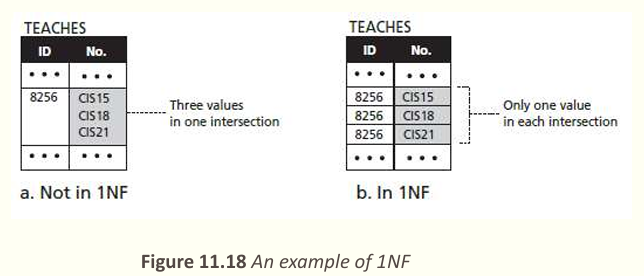 TEACHES
ID No.
• • • • • •
8256 CIS15
CIS18
CIS21
• • • • • •
Three values
in one intersection
a. Not in 1NF
TEACHES
ID No.
• • • • • •
8256 CIS15
8256 CIS18
8256 CIS21
• • • • • •
Only one value
in each intersection
b. In 1NF
Figure 11.18 An example of 1NF